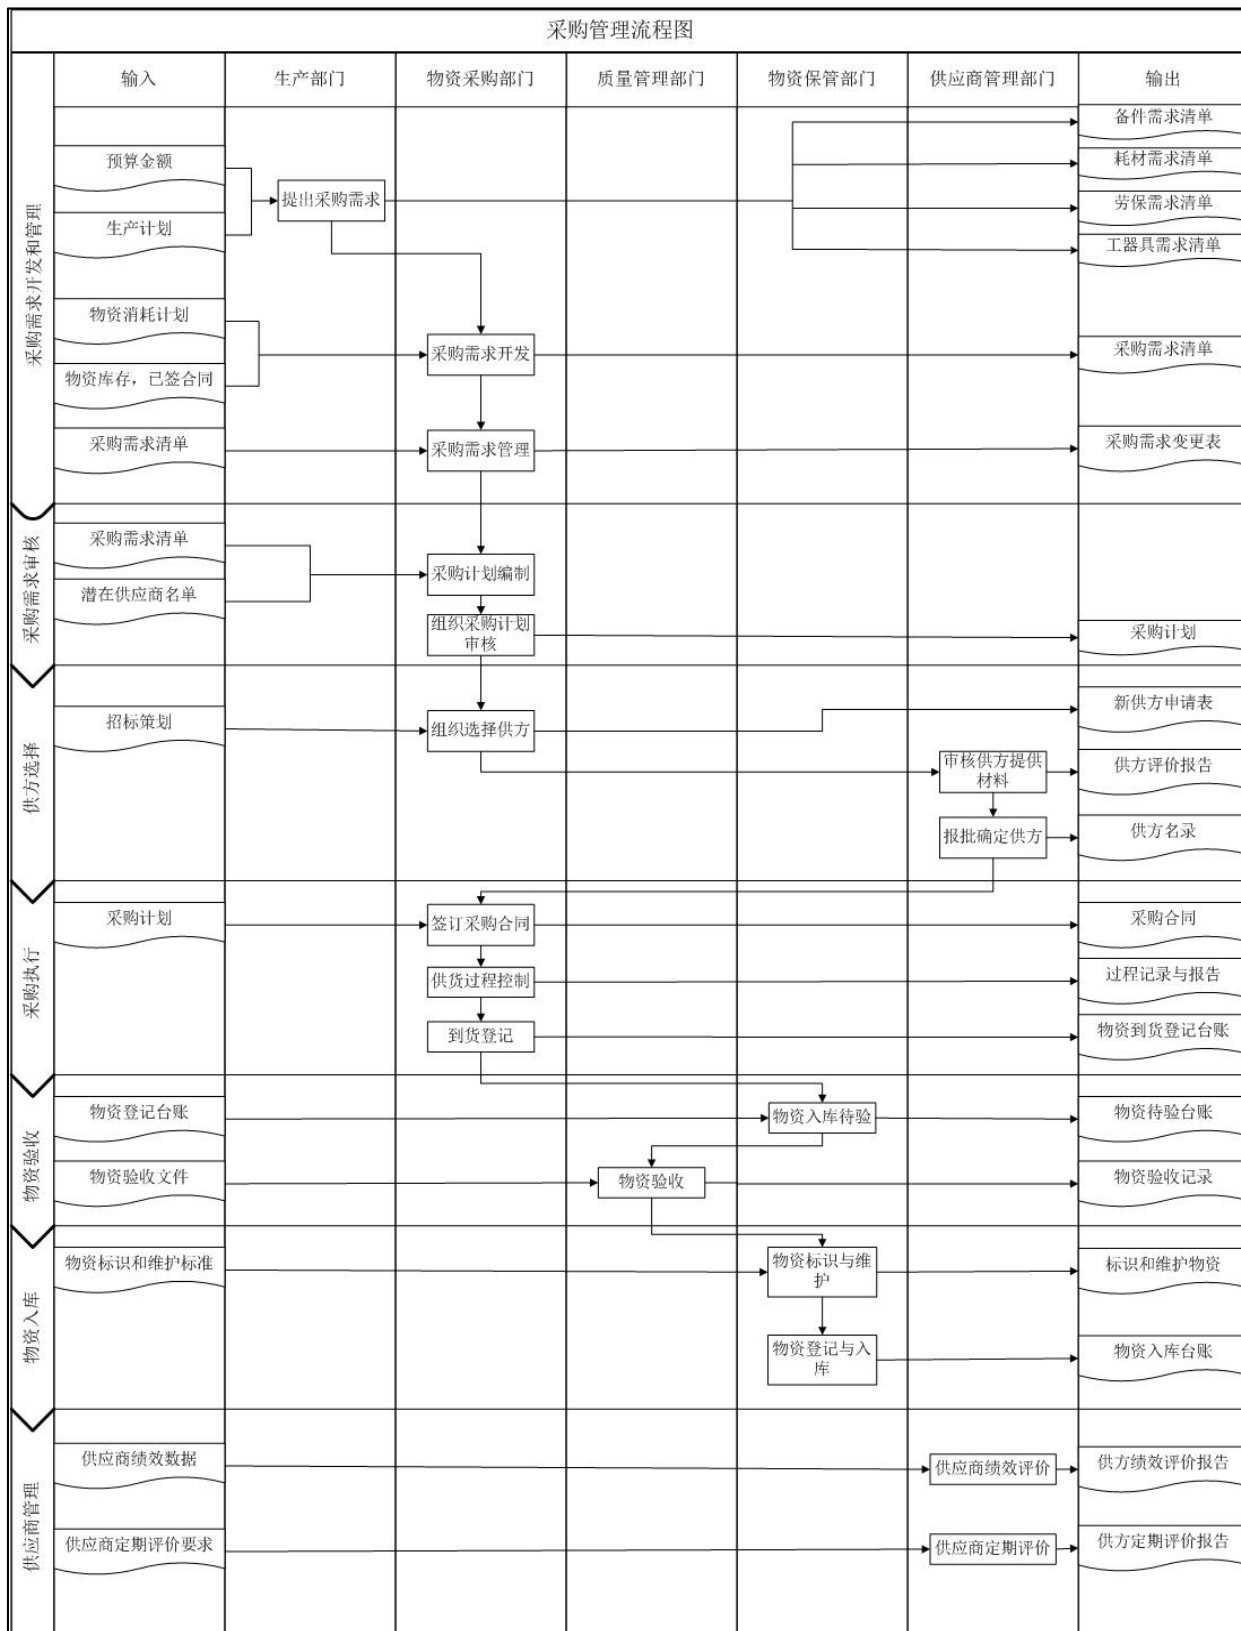 采购管理流程图
输入
生产部门
物资采购部门
质量管理部门
物资保管部门
供应商管理部门
输出
采购需求开发和管理
预算金额
生产计划
提出采购需求
备件需求清单
耗材需求清单
劳保需求清单
工器具需求清单
物资消耗计划
物资库存，已签合同
采购需求开发
采购需求清单
采购需求清单
采购需求管理
采购需求变更表
采购需求审核
采购需求清单
潜在供应商名单
采购计划编制
组织采购计划
审核
采购计划
供方选择
招标策划
组织选择供方
新供方申请表
审核供方提供
材料
供方评价报告
报批确定供方
供方名录
采购执行
采购计划
签订采购合同
采购合同
供货过程控制
过程记录与报告
到货登记
物资到货登记台账
物资验收
物资登记台账
物资入库待验
物资待验台账
物资验收文件
物资验收
物资验收记录
物资入库
物资标识和维护标准
物资标识与维
护
标识和维护物资
物资登记与入
库
物资入库台账
供应商管理
供应商绩效数据
供应商绩效评价
供方绩效评价报告
供应商定期评价要求
供应商定期评价
供方定期评价报告